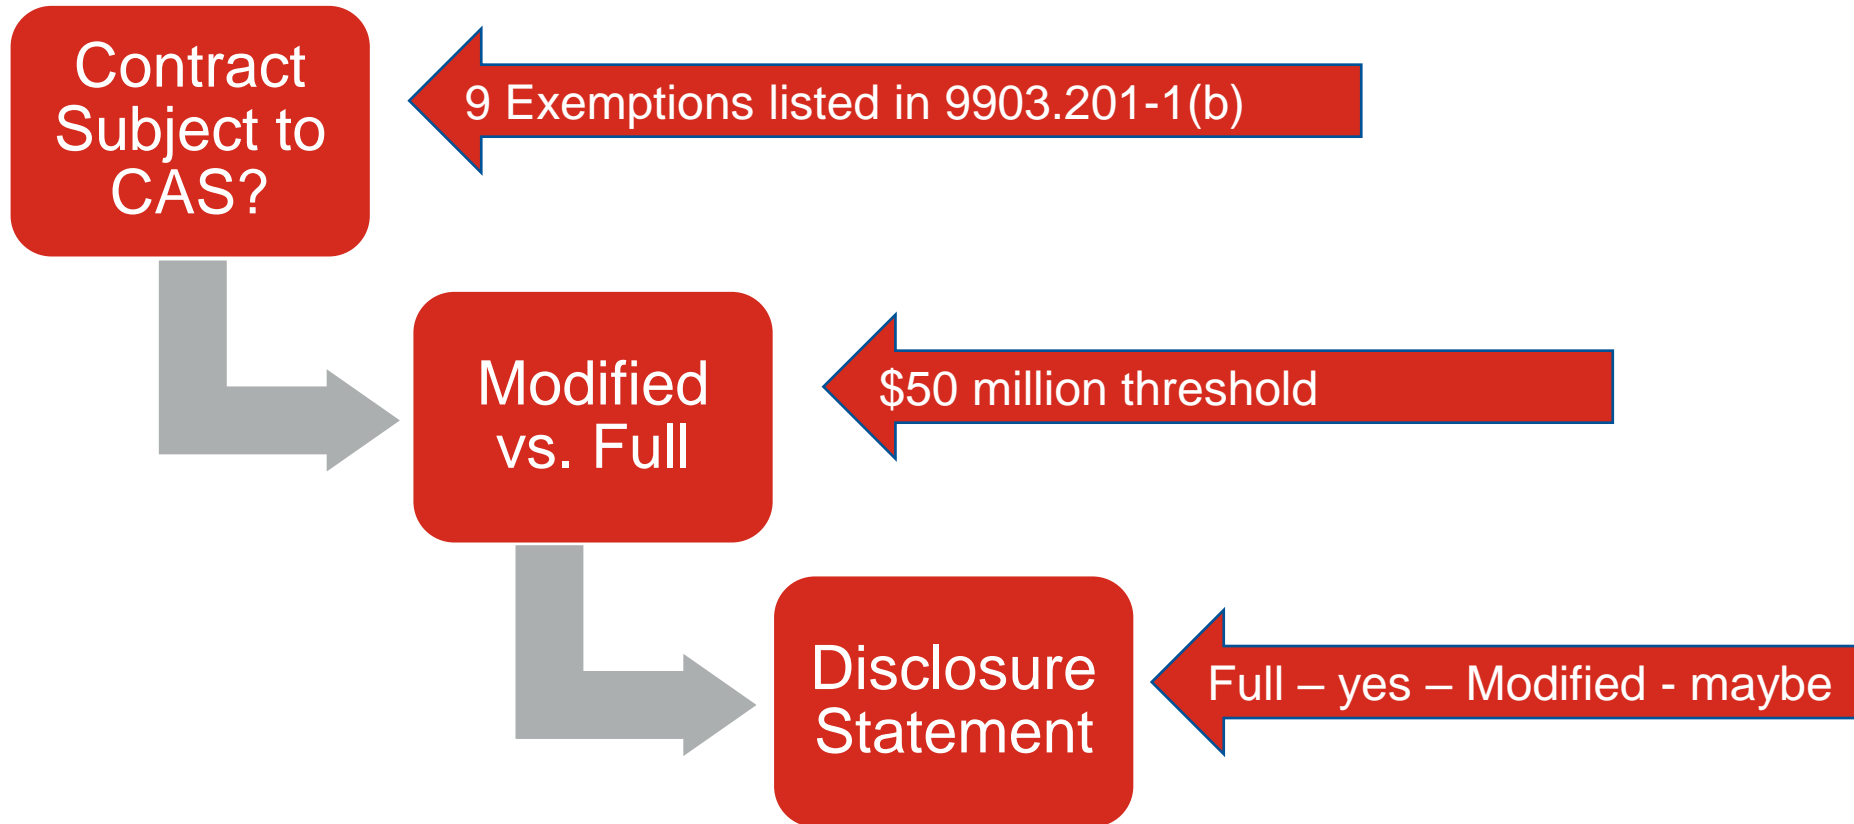 Contract
Subject to
CAS?
9 Exemptions listed in 9903.201-1(b)
Modified
vs. Full
$50 million threshold
Disclosure
Statement
Full – yes – Modified - maybe